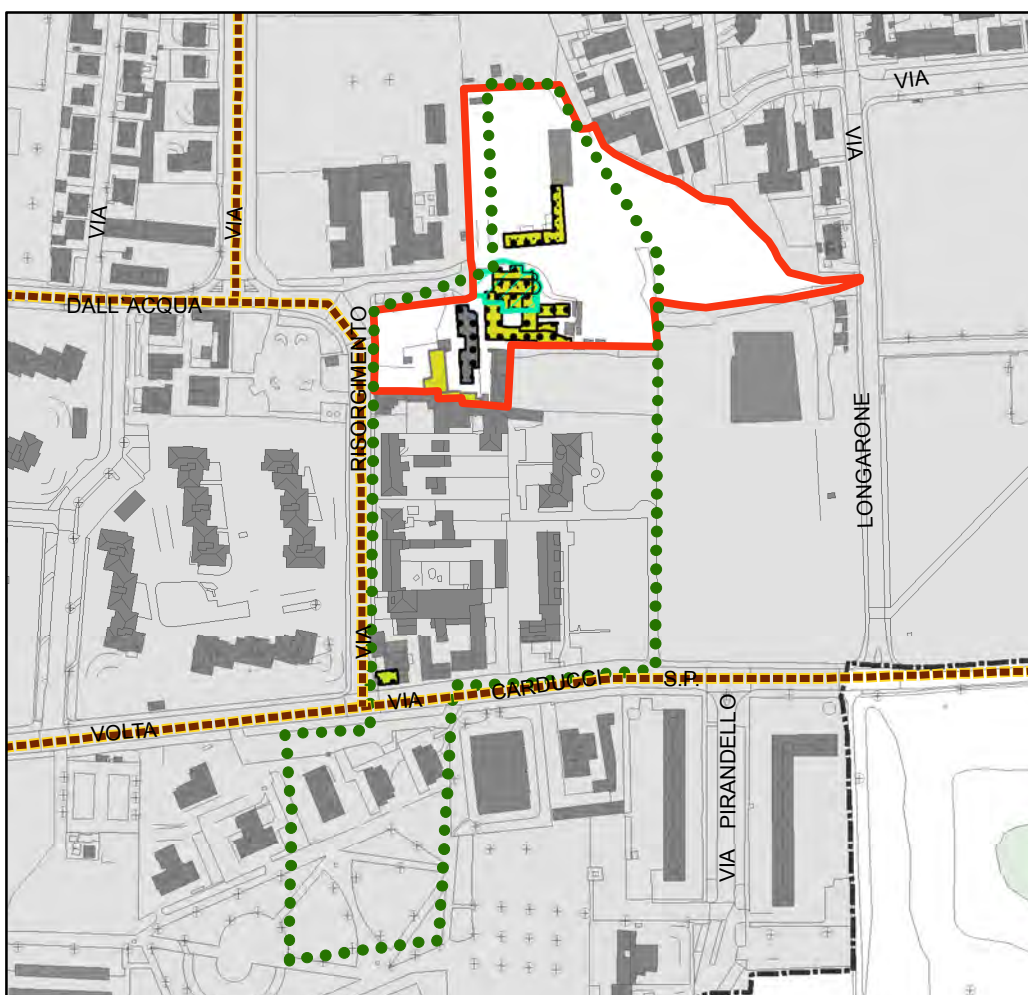 VIA
VIA
VIA
VIA
DALL'ACQUA
RISORGIMENTO
LONGARONE
VIA
VIA
CARDUCCI
S.P.
VOLTA
VIA PIRANDELLO